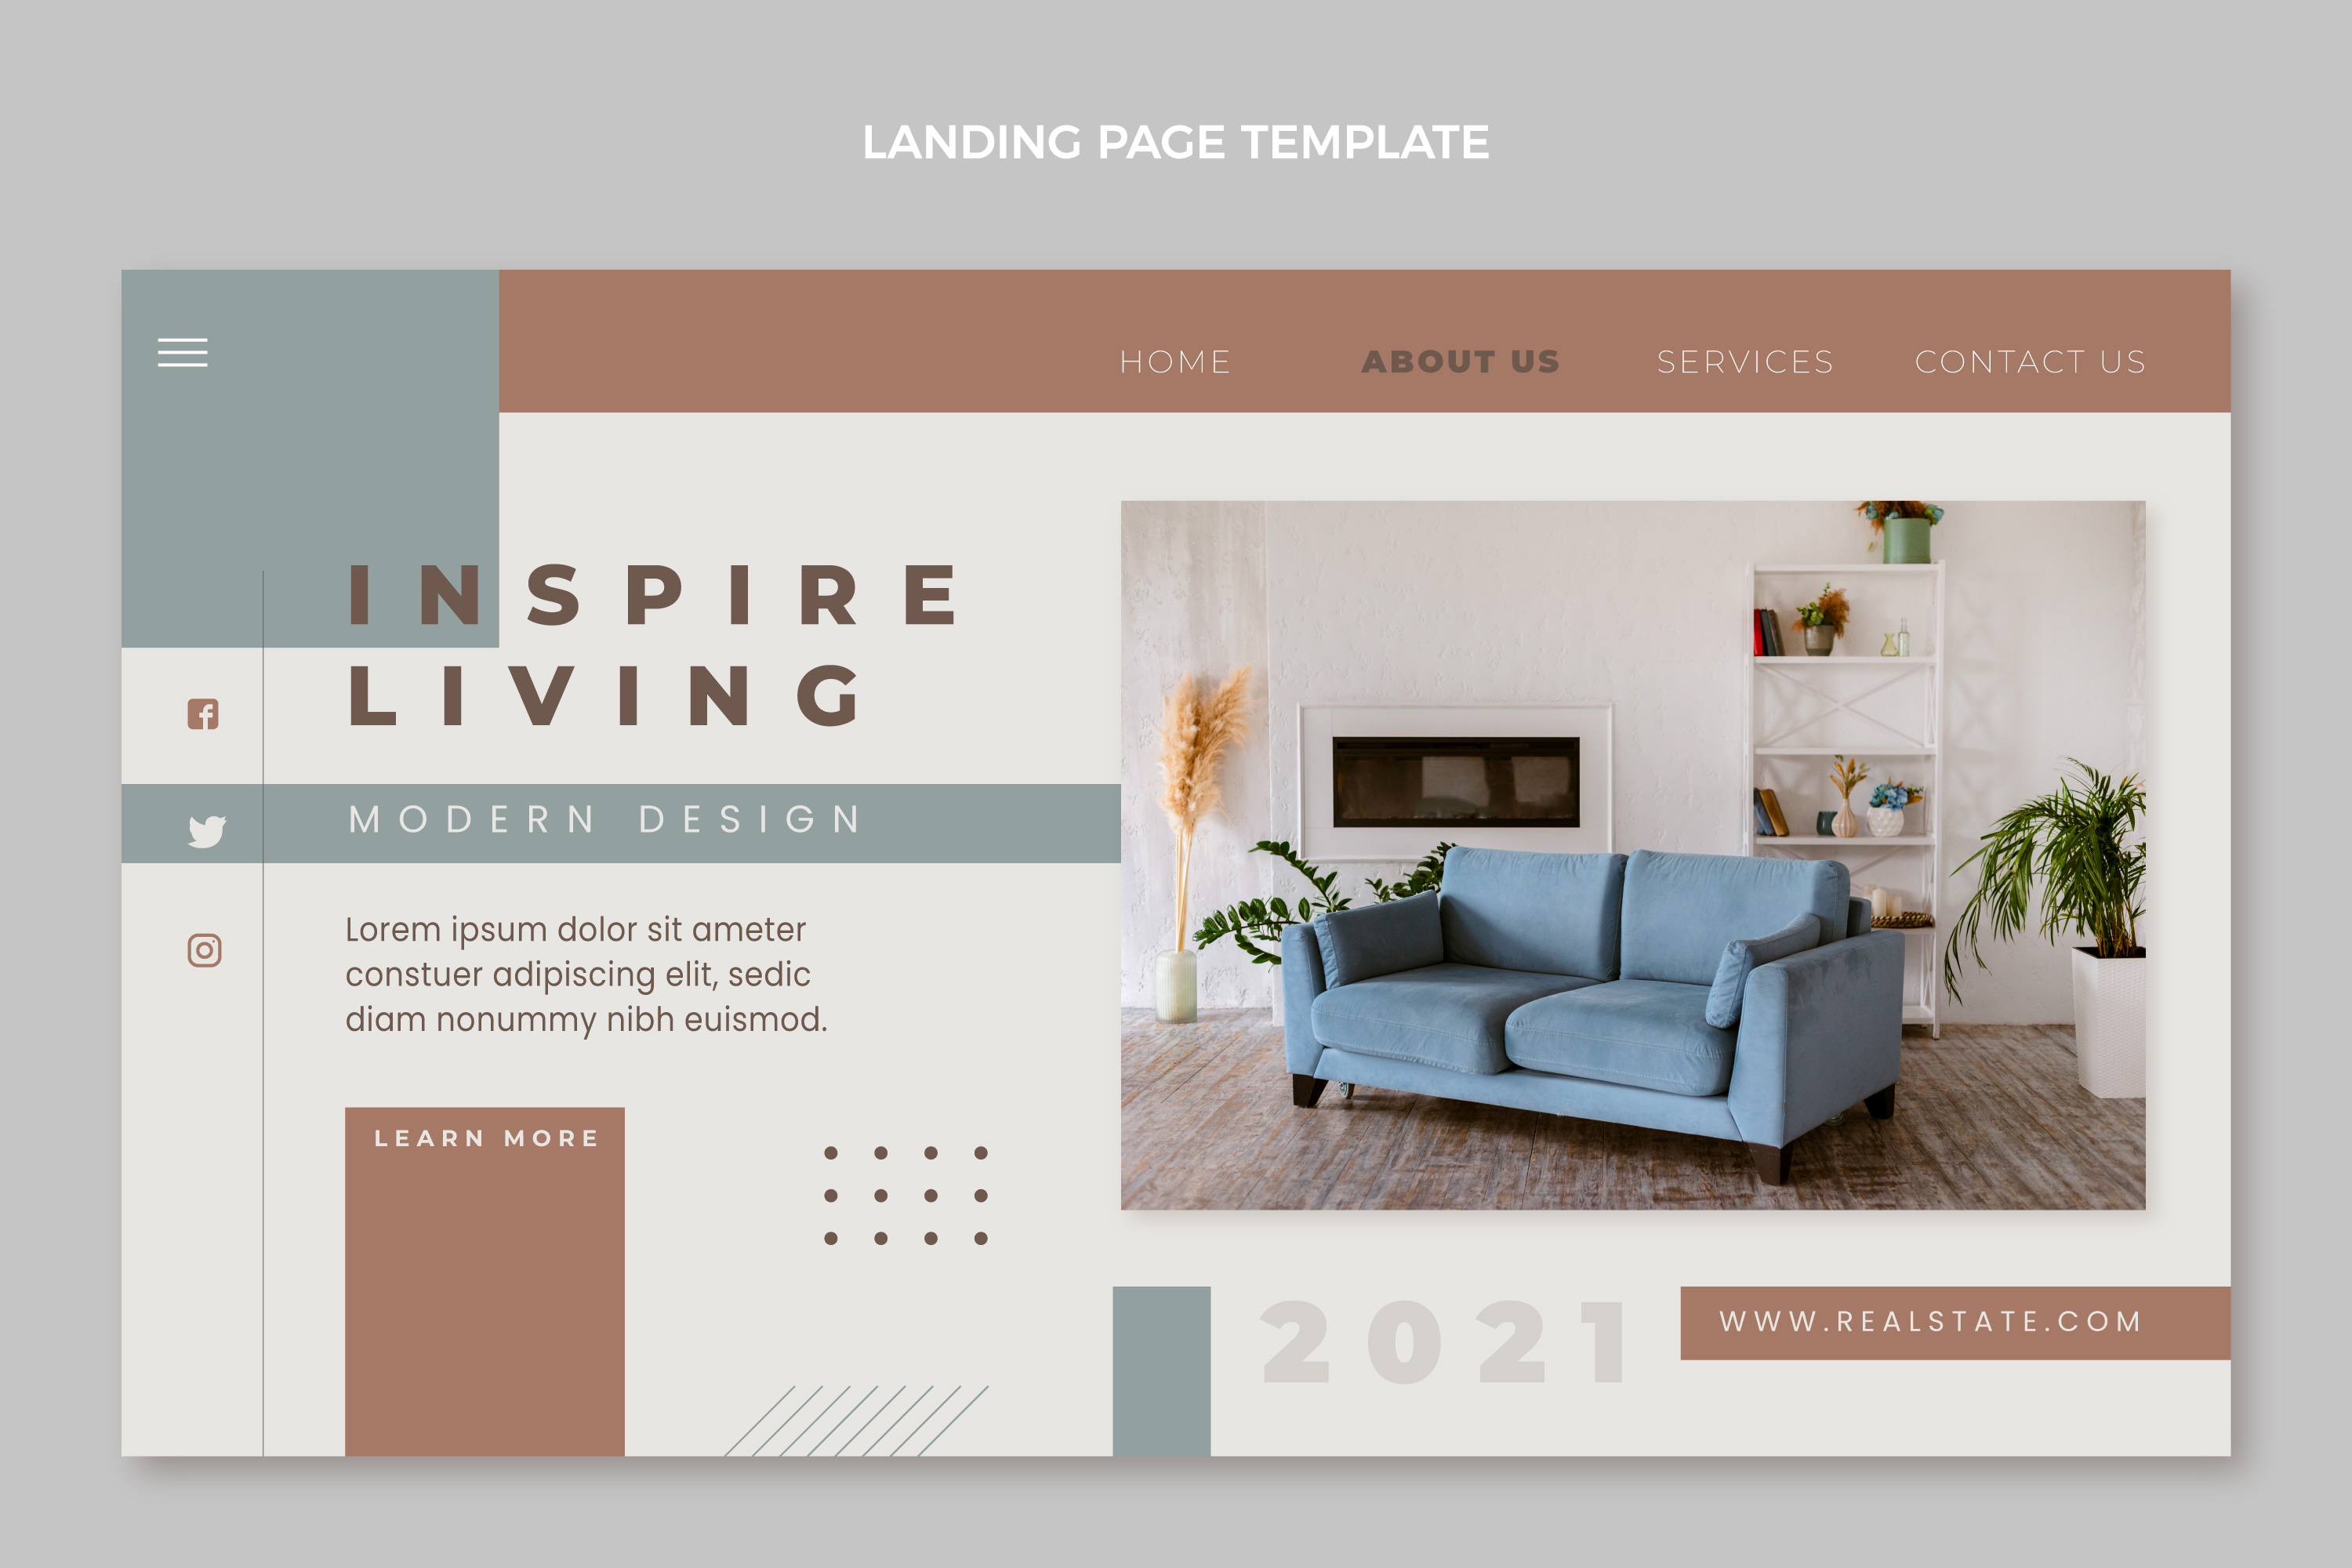 LANDING PAGE TEMPLATE
HOME ABOUT US SERVICES CONTACT US
INSPIRE
LIVING
MODERN DESIGN
Lorem ipsum dolor sit ameter
constuer adipiscing elit, sedic
diam nonummy nibh euismod.
LEARN MORE
2021
WWW.REALSTATE.COM